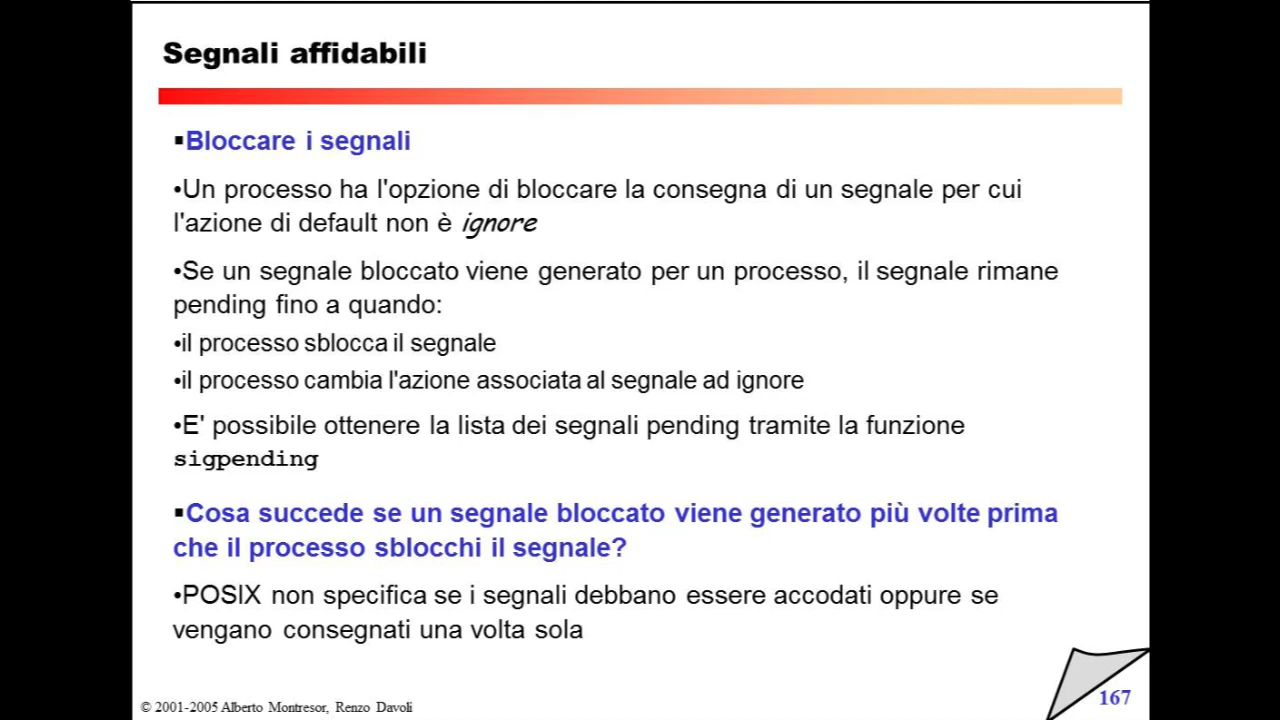 Segnali affidabili
▪Bloccare i segnali
•Un processo ha l'opzione di bloccare la consegna di un segnale per cui
l'azione di default non è ignore
•Se un segnale bloccato viene generato per un processo, il segnale rimane
pending fino a quando:
•il processo sblocca il segnale
•il processo cambia l'azione associata al segnale ad ignore
•E' possibile ottenere la lista dei segnali pending tramite la funzione
sigpending
▪Cosa succede se un segnale bloccato viene generato più volte prima
che il processo sblocchi il segnale?
•POSIX non specifica se i segnali debbano essere accodati oppure se
vengano consegnati una volta sola
© 2001-2005 Alberto Montresor, Renzo Davoli
167